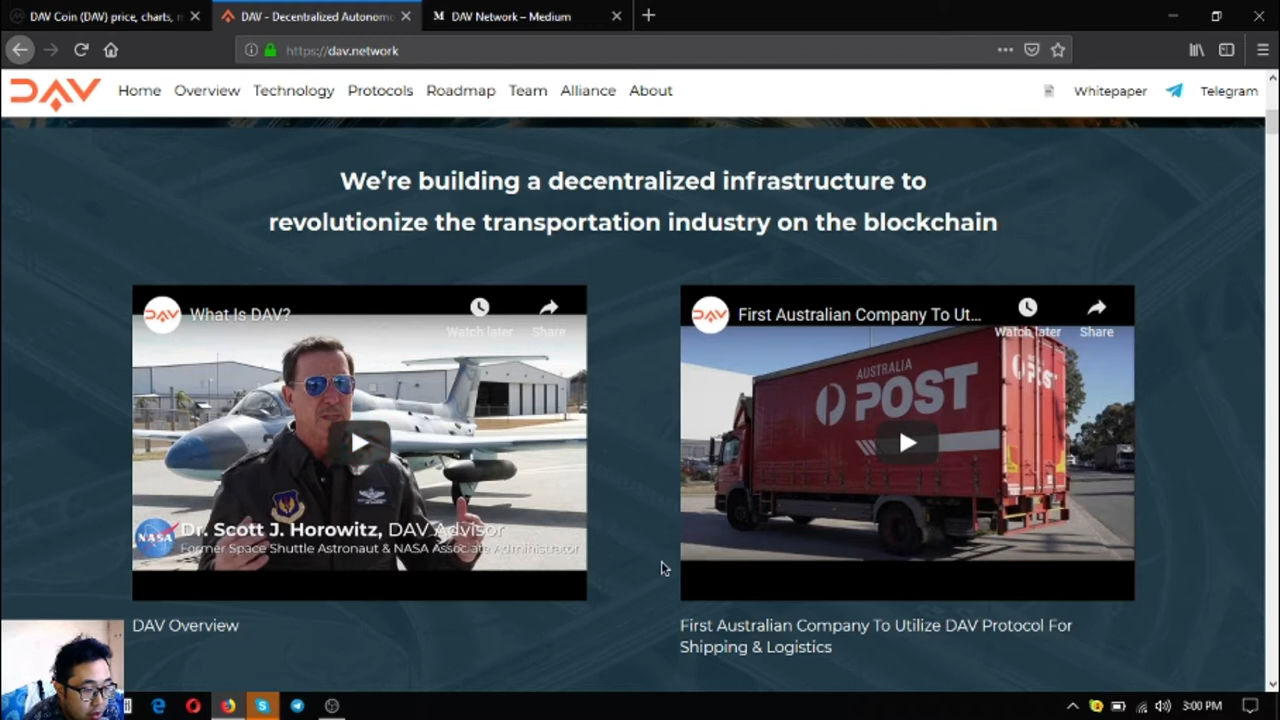 DAV Coin (DAV) price, charts, m
DAV - Decentralized Autonomo
DAV Network – Medium
https://dav.network
DAV
Home
Overview
Technology
Protocols
Roadmap
Team
Alliance
About
Whitepaper
Telegram
We're building a decentralized infrastructure to
revolutionize the transportation industry on the blockchain
DAV
What Is DAV?
Watch later
Share
NASA
Dr. Scott J. Horowitz, DAV Advisor
Former Space Shuttle Astronaut & NASA Associate Administrator
DAV Overview
DAV
First Australian Company To Ut...
Watch later
Share
AUSTRALIA
POST
POST
First Australian Company To Utilize DAV Protocol For
Shipping & Logistics
3:00 PM